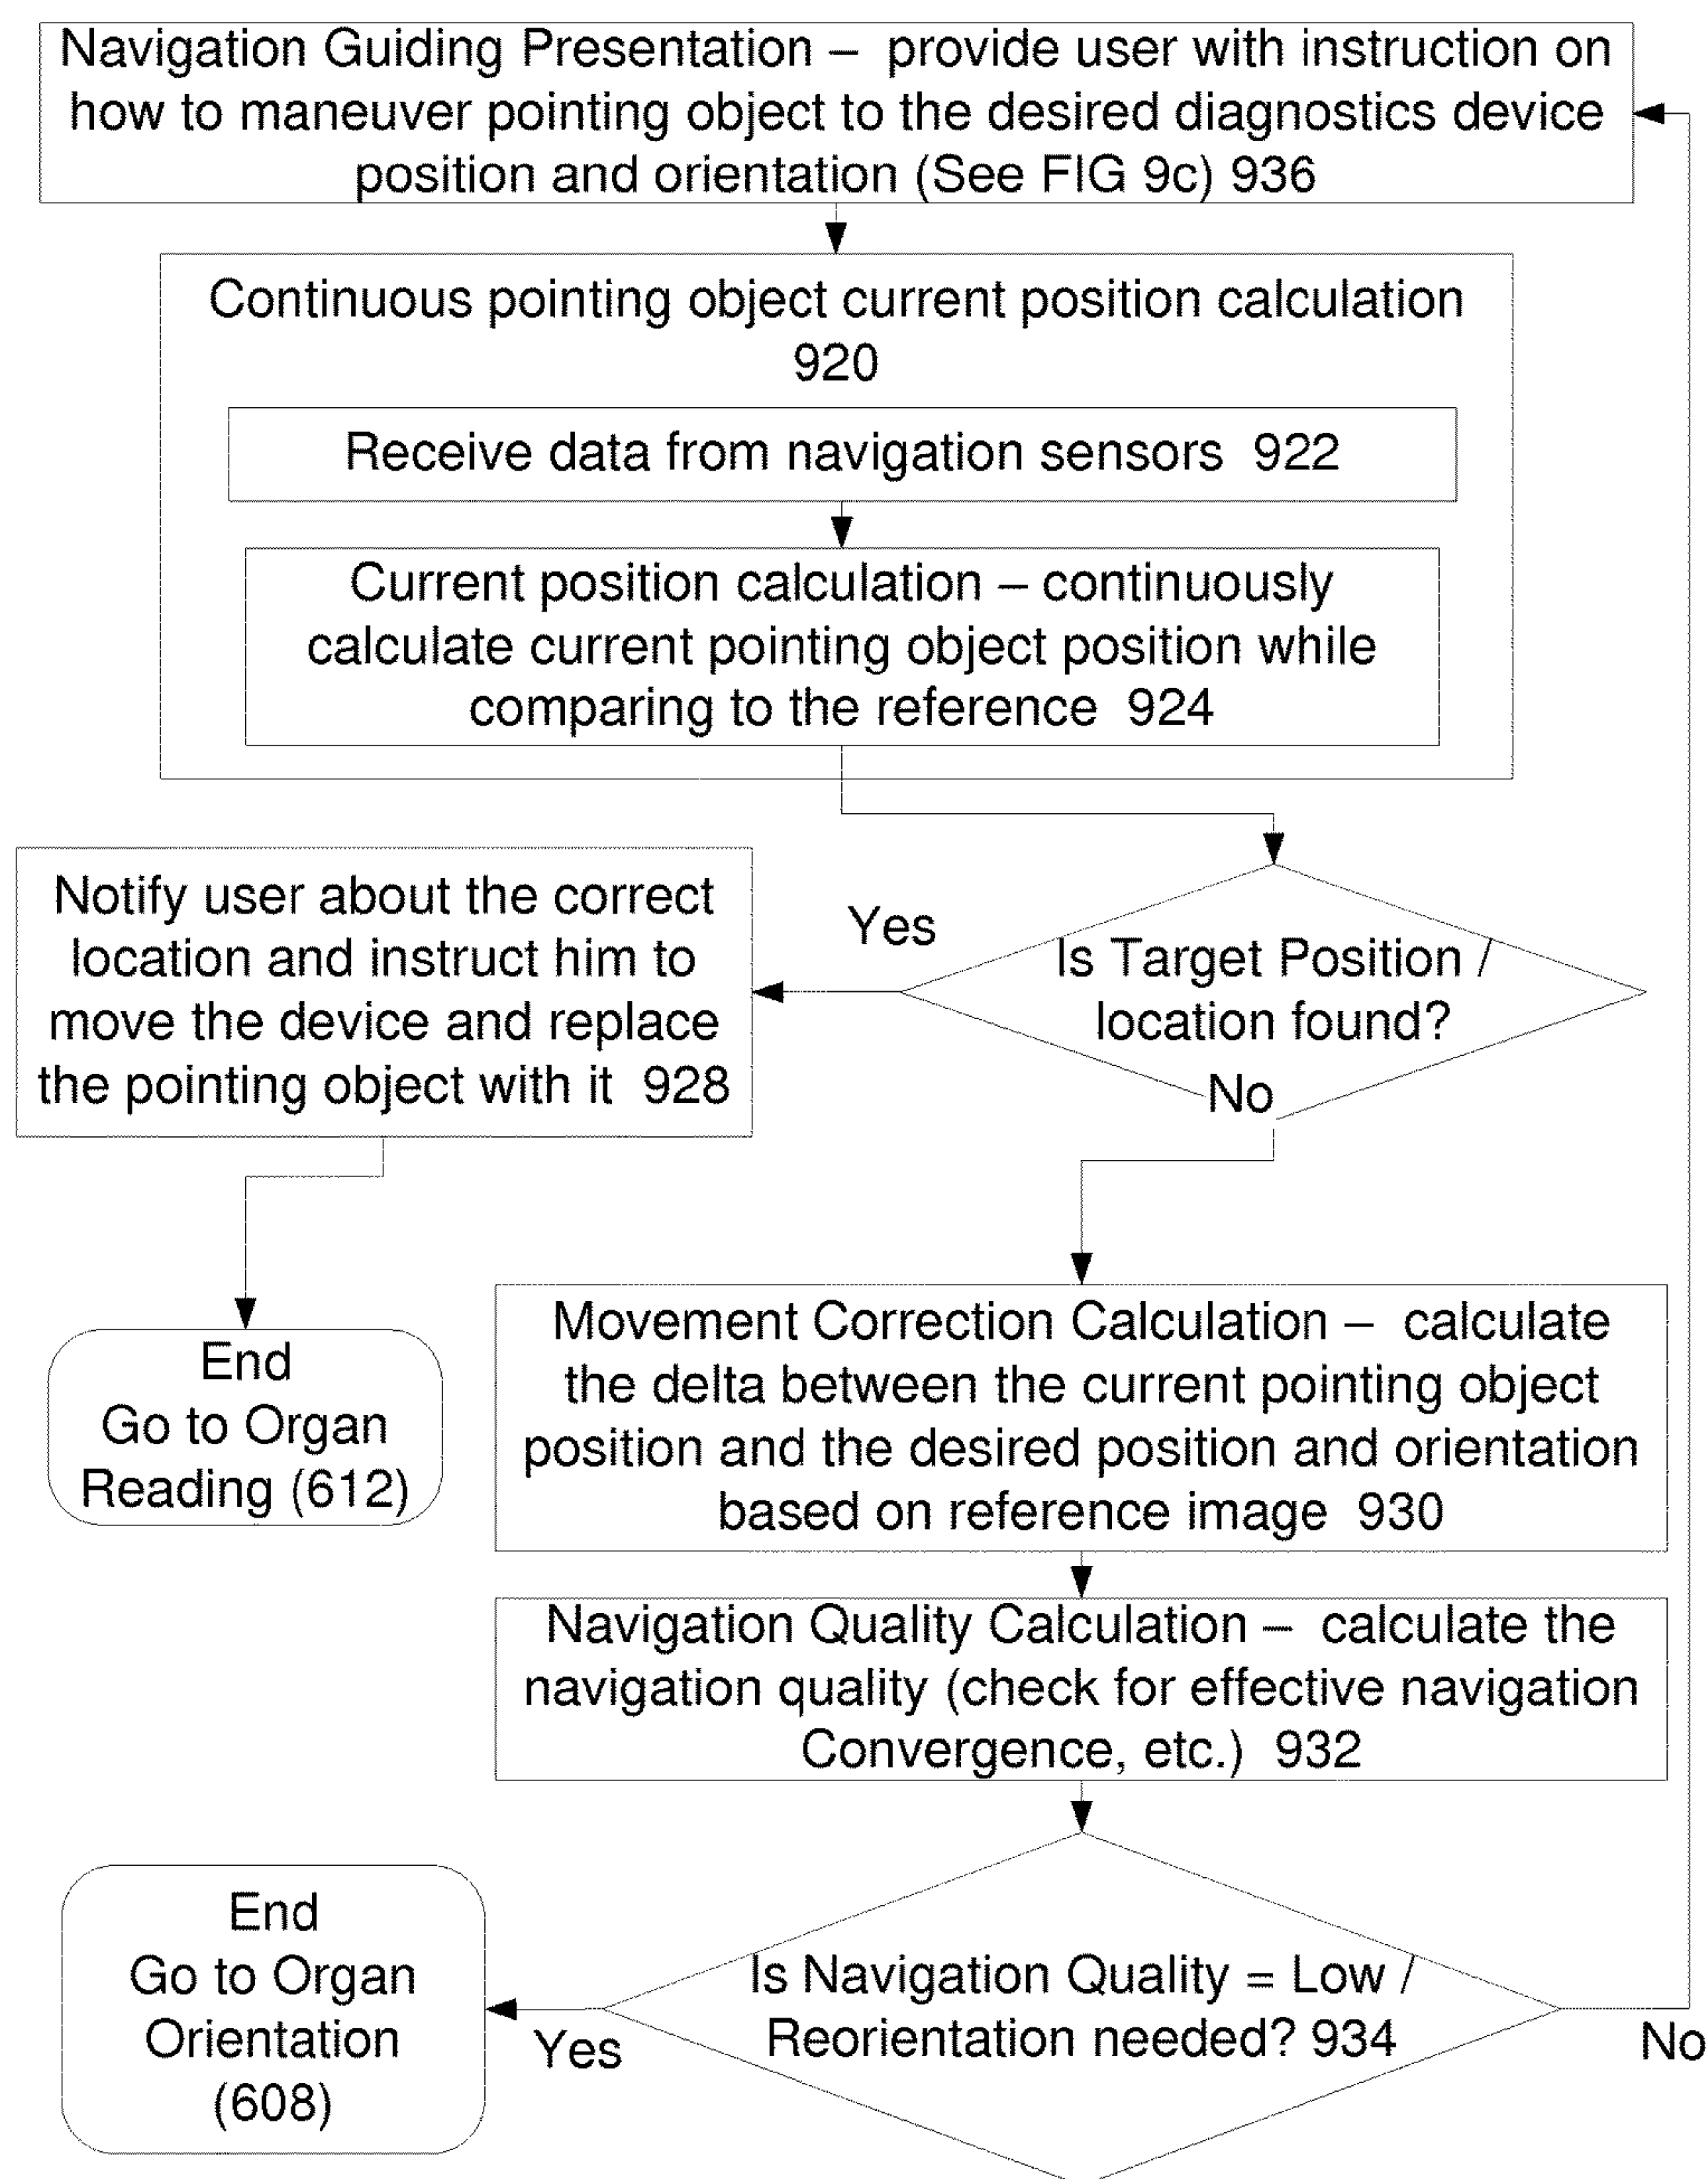 Navigation Guiding Presentation – provide user with instruction on
how to maneuver pointing object to the desired diagnostics device
position and orientation (See FIG 9c) 936
Continuous pointing object current position calculation
920
Receive data from navigation sensors 922
Current position calculation – continuously
calculate current pointing object position while
comparing to the reference 924
Is Target Position /
location found?
Yes
No
Notify user about the correct
location and instruct him to
move the device and replace
the pointing object with it 928
End
Go to Organ
Reading (612)
Movement Correction Calculation – calculate
the delta between the current pointing object
position and the desired position and orientation
based on reference image 930
Navigation Quality Calculation – calculate the
navigation quality (check for effective navigation
Convergence, etc.) 932
Is Navigation Quality = Low /
Reorientation needed? 934
Yes
No
End
Go to Organ
Orientation
(608)